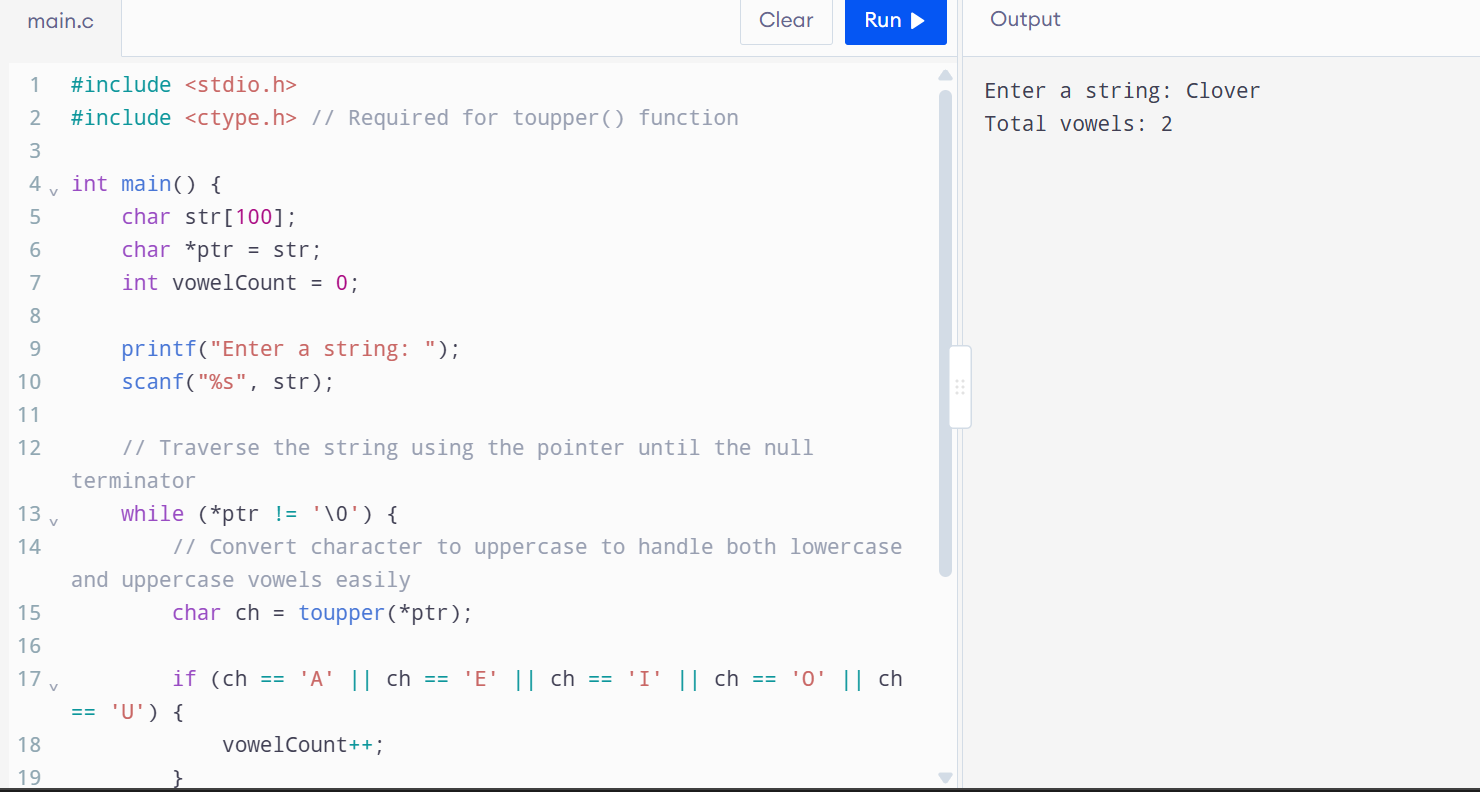 main.c
Clear
Run
Output
1 #include <stdio.h>
2 #include <ctype.h> // Required for toupper() function
3
4 int main() {
5     char str[100];
6     char *ptr = str;
7     int vowelCount = 0;
8
9     printf("Enter a string: ");
10     scanf("%s", str);
11
12     // Traverse the string using the pointer until the null
terminator
13     while (*ptr != '\0') {
14         // Convert character to uppercase to handle both lowercase
and uppercase vowels easily
15         char ch = toupper(*ptr);
16
17         if (ch == 'A' || ch == 'E' || ch == 'I' || ch == 'O' || ch
== 'U') {
18             vowelCount++;
19         }
Enter a string: Clover
Total vowels: 2